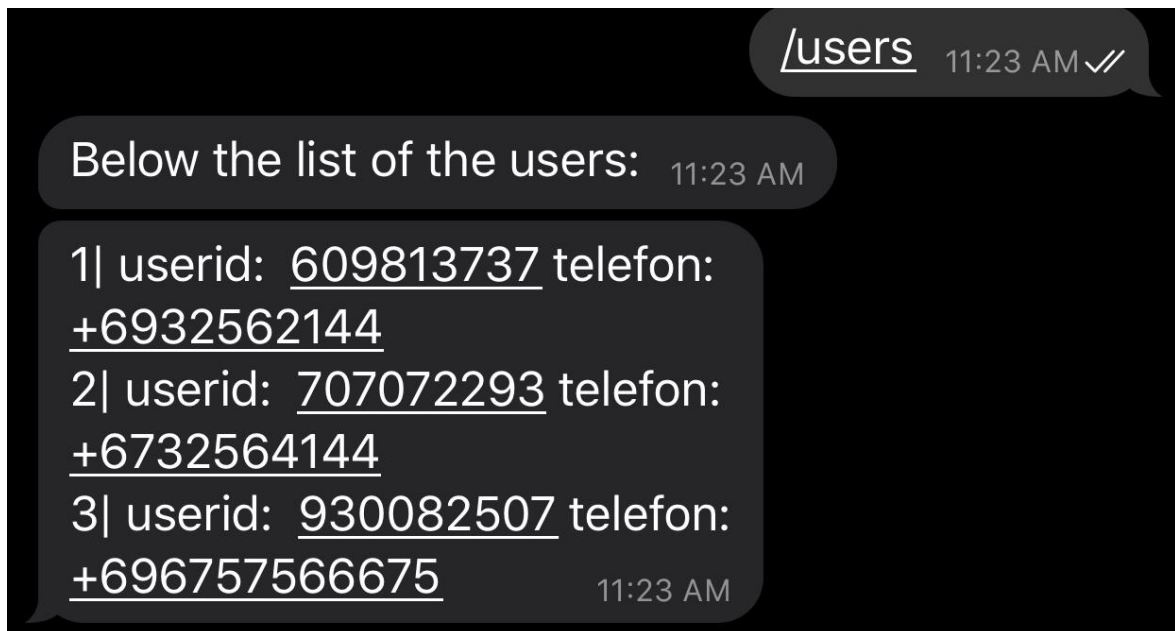 /users 11:23 AM
Below the list of the users: 11:23 AM
1| userid: 609813737 telefon:
+6932562144
2| userid: 707072293 telefon:
+6732564144
3| userid: 930082507 telefon:
+696757566675 11:23 AM